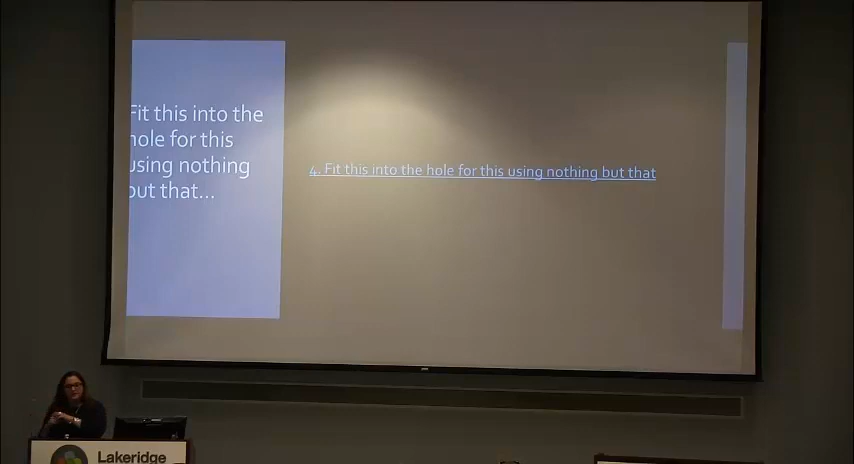 Fit this into the
hole for this
using nothing
but that...
4. Fit this into the hole for this using nothing but that
Lakeridge